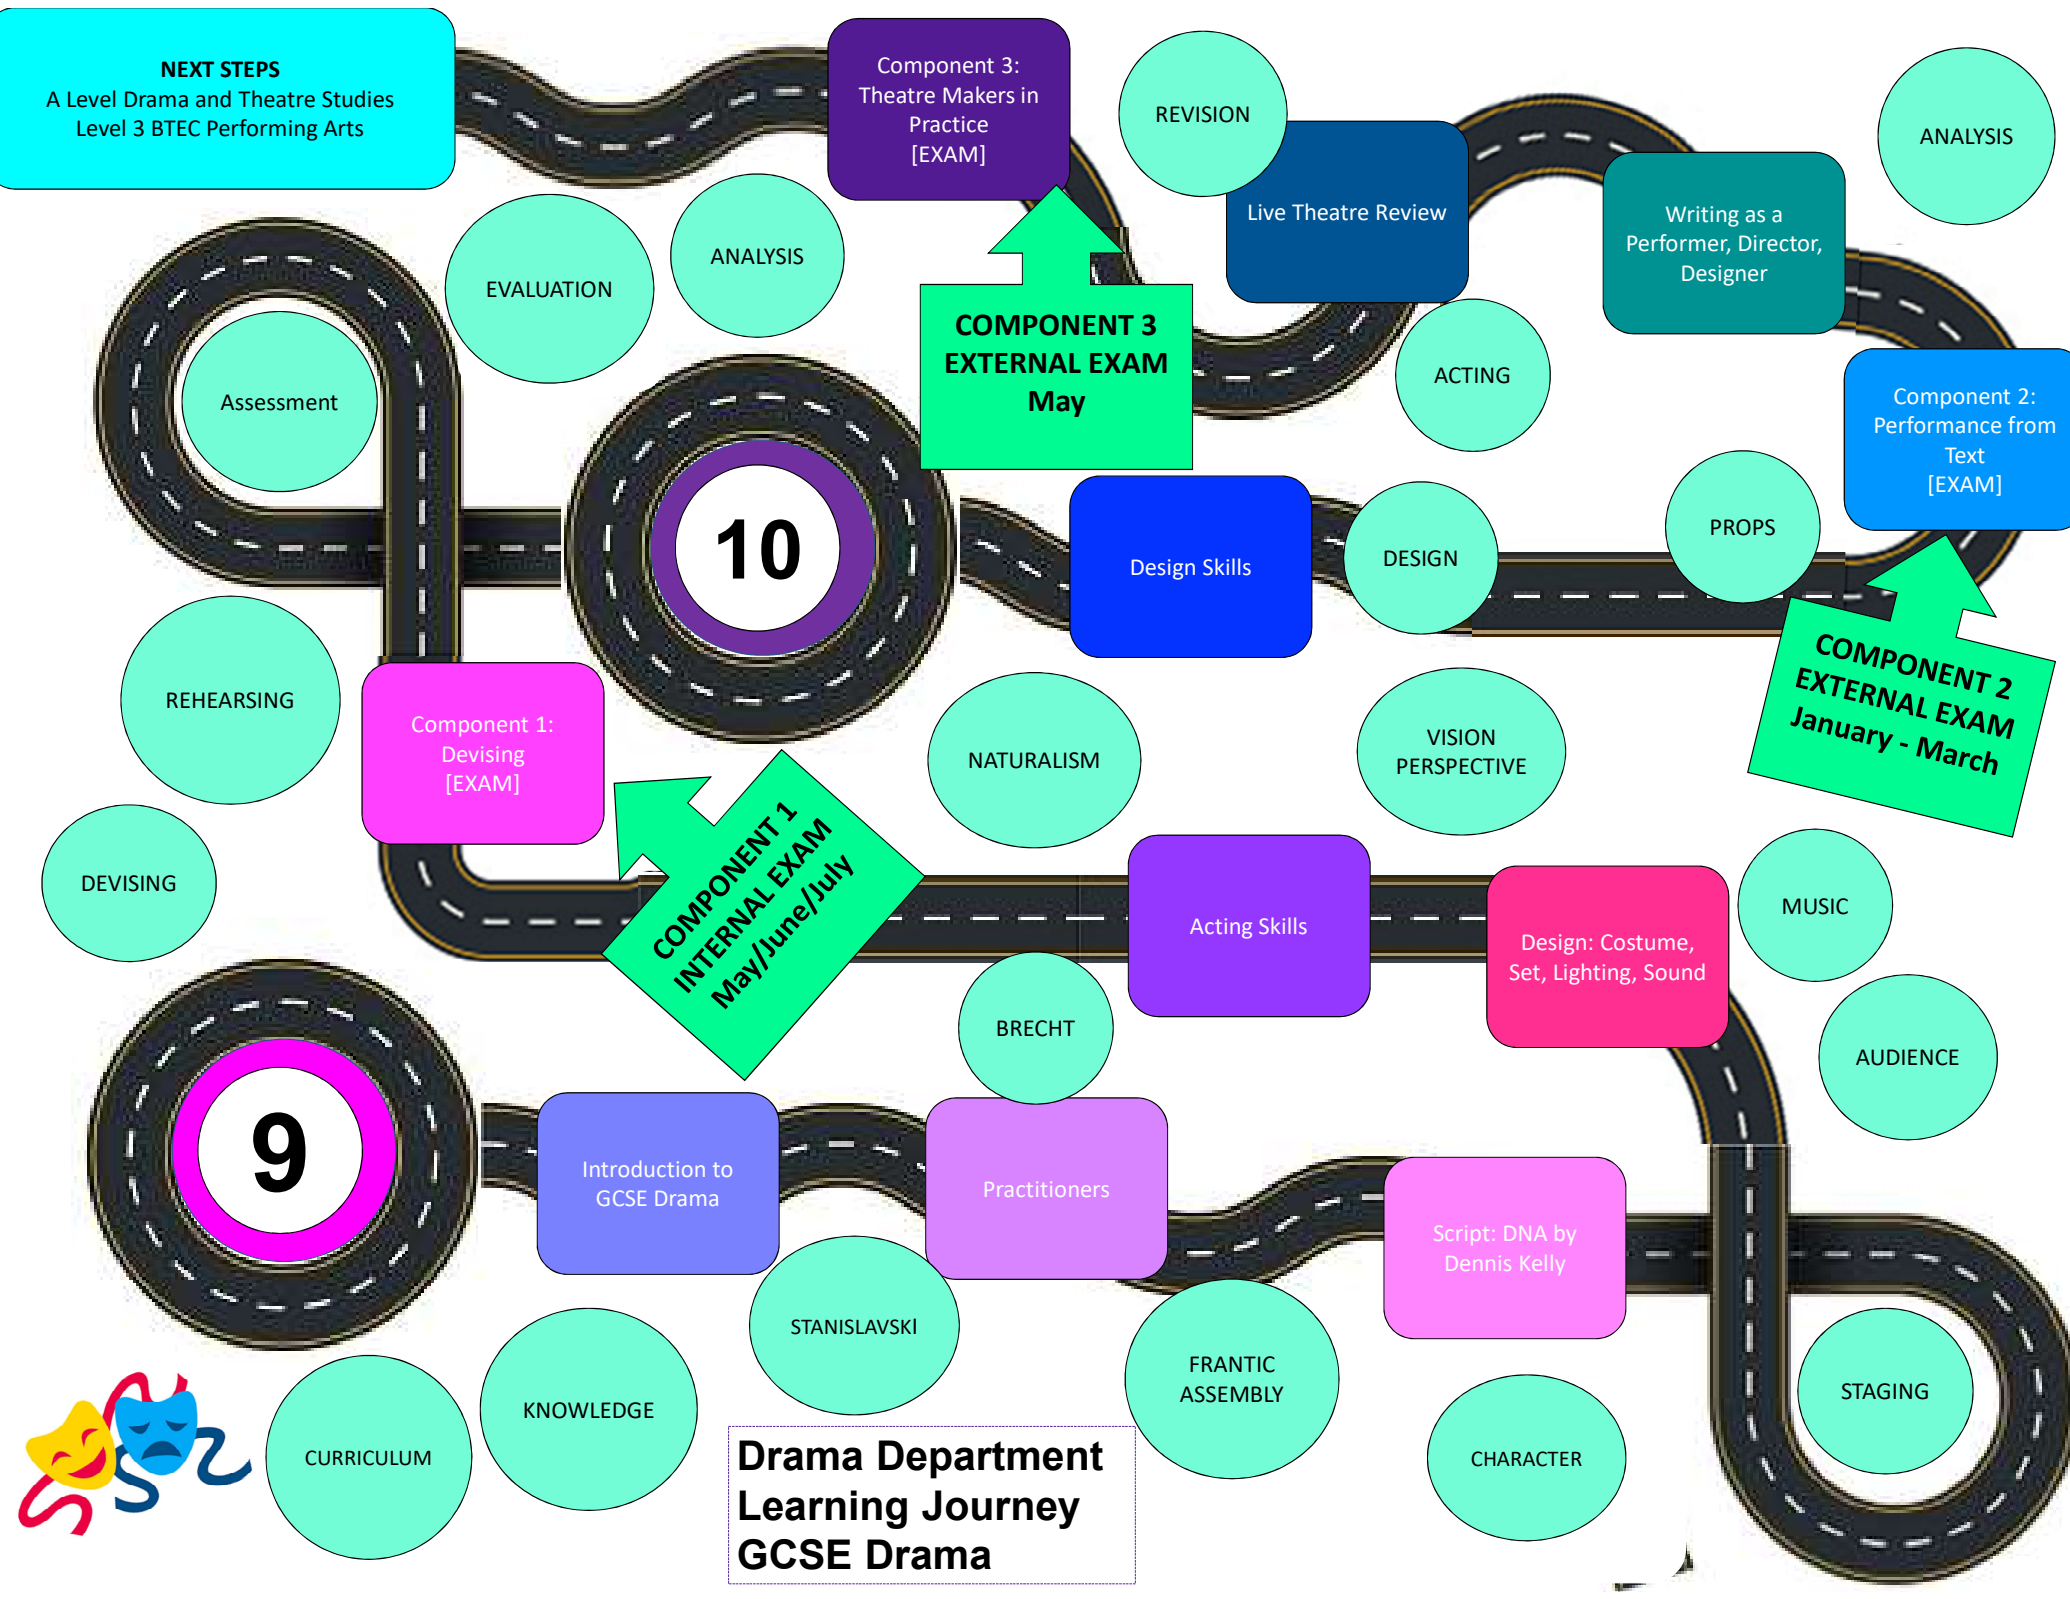 NEXT STEPS
A Level Drama and Theatre Studies
Level 3 BTEC Performing Arts
Component 3:
Theatre Makers in
Practice
[EXAM]
REVISION
Live Theatre Review
Writing as a
Performer, Director,
Designer
ANALYSIS
EVALUATION
ANALYSIS
COMPONENT 3
EXTERNAL EXAM
May
ACTING
Component 2:
Performance from
Text
[EXAM]
Assessment
10
Design Skills
DESIGN
PROPS
COMPONENT 2
EXTERNAL EXAM
January - March
REHEARSING
Component 1:
Devising
[EXAM]
NATURALISM
VISION
PERSPECTIVE
DEVISING
COMPONENT 1
INTERNAL EXAM
May/June/July
Acting Skills
Design: Costume,
Set, Lighting, Sound
MUSIC
BRECHT
AUDIENCE
9
Introduction to
GCSE Drama
Practitioners
Script: DNA by
Dennis Kelly
STANISLAVSKI
FRANTIC
ASSEMBLY
STAGING
KNOWLEDGE
CURRICULUM
CHARACTER
Drama Department
Learning Journey
GCSE Drama